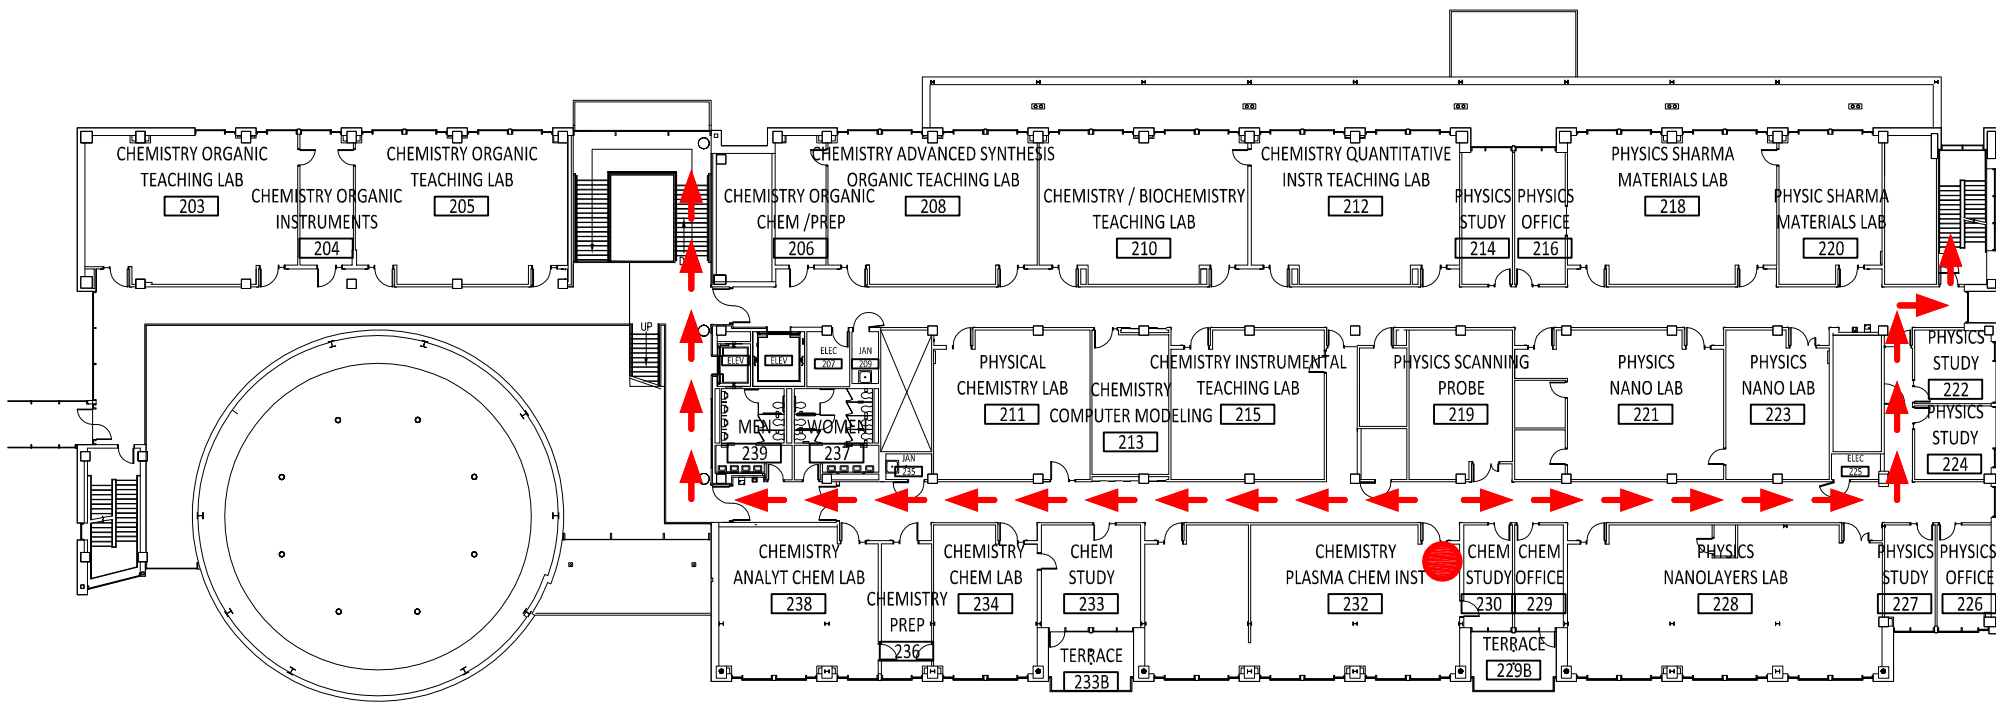 CHEMISTRY ORGANIC
TEACHING LAB
203
CHEMISTRY ORGANIC
INSTRUMENTS
204
CHEMISTRY ORGANIC
TEACHING LAB
205
CHEMISTRY ORGANIC
CHEM /PREP
206
CHEMISTRY ADVANCED SYNTHESIS
ORGANIC TEACHING LAB
208
CHEMISTRY / BIOCHEMISTRY
TEACHING LAB
210
CHEMISTRY QUANTITATIVE
INSTR TEACHING LAB
212
PHYSICS
STUDY
214
PHYSICS
OFFICE
216
PHYSICS SHARMA
MATERIALS LAB
218
PHYSIC SHARMA
MATERIALS LAB
220
UP
ELEV
ELEV
ELEC
207
JAN
209
PHYSICAL
CHEMISTRY LAB
211
CHEMISTRY
COMPUTER MODELING
213
CHEMISTRY INSTRUMENTAL
TEACHING LAB
215
PHYSICS SCANNING
PROBE
219
PHYSICS
NANO LAB
221
PHYSICS
NANO LAB
223
PHYSICS
STUDY
222
PHYSICS
STUDY
224
MEN
239
WOMEN
237
JAN
235
ELEC
225
CHEMISTRY
ANALYT CHEM LAB
238
CHEMISTRY
PREP
236
CHEMISTRY
CHEM LAB
234
CHEM
STUDY
233
TERRACE
233B
CHEMISTRY
PLASMA CHEM INST
232
CHEM
STUDY
230
CHEM
OFFICE
229
TERRACE
229B
PHYSICS
NANOLAYERS LAB
228
PHYSICS
STUDY
227
PHYSICS
OFFICE
226